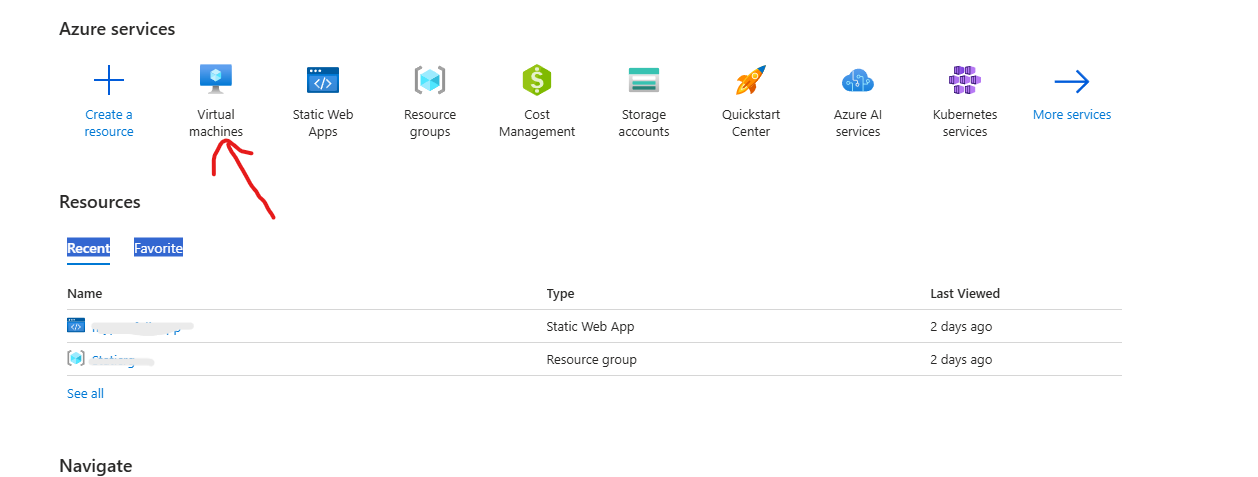 Azure services
Create a resource
Virtual machines
Static Web Apps
Resource groups
Cost Management
Storage accounts
Quickstart Center
Azure AI services
Kubernetes services
More services
Resources
Recent Favorite
Name Type Last Viewed
Static Web App 2 days ago
Resource group 2 days ago
See all
Navigate